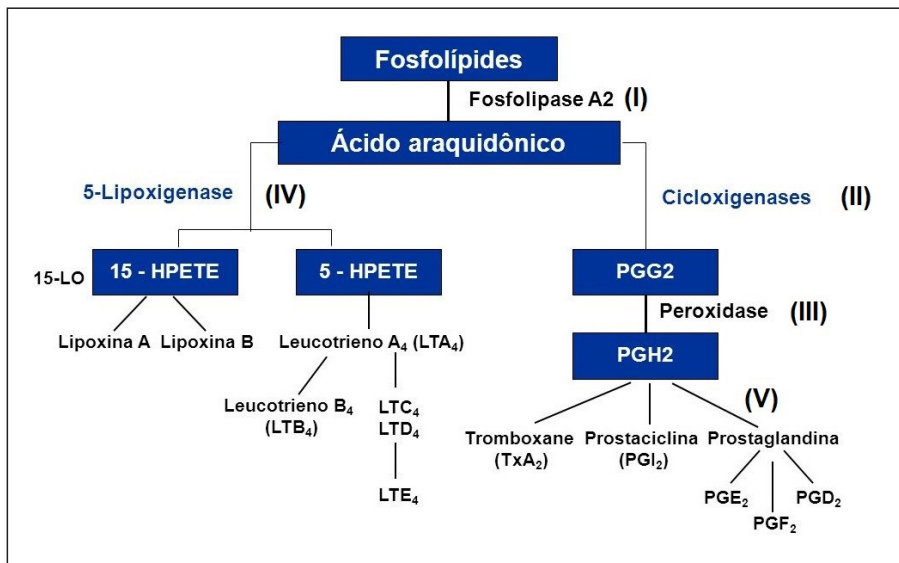 Fosfolípides
Fosfolipase A2 (I)
Ácido araquidônico
5-Lipoxigenase (IV)
Cicloxigenases (II)
15-LO
15 - HPETE
5 - HPETE
PGG2
Peroxidase (III)
PGH2
Lipoxina A Lipoxina B
Leucotrieno A₄ (LTA₄)
Leucotrieno B₄
(LTB₄)
LTC₄
LTD₄
LTE₄
(V)
Tromboxane
(TxA₂)
Prostaciclina
(PGI₂)
Prostaglandina
PGE₂
PGF₂
PGD₂